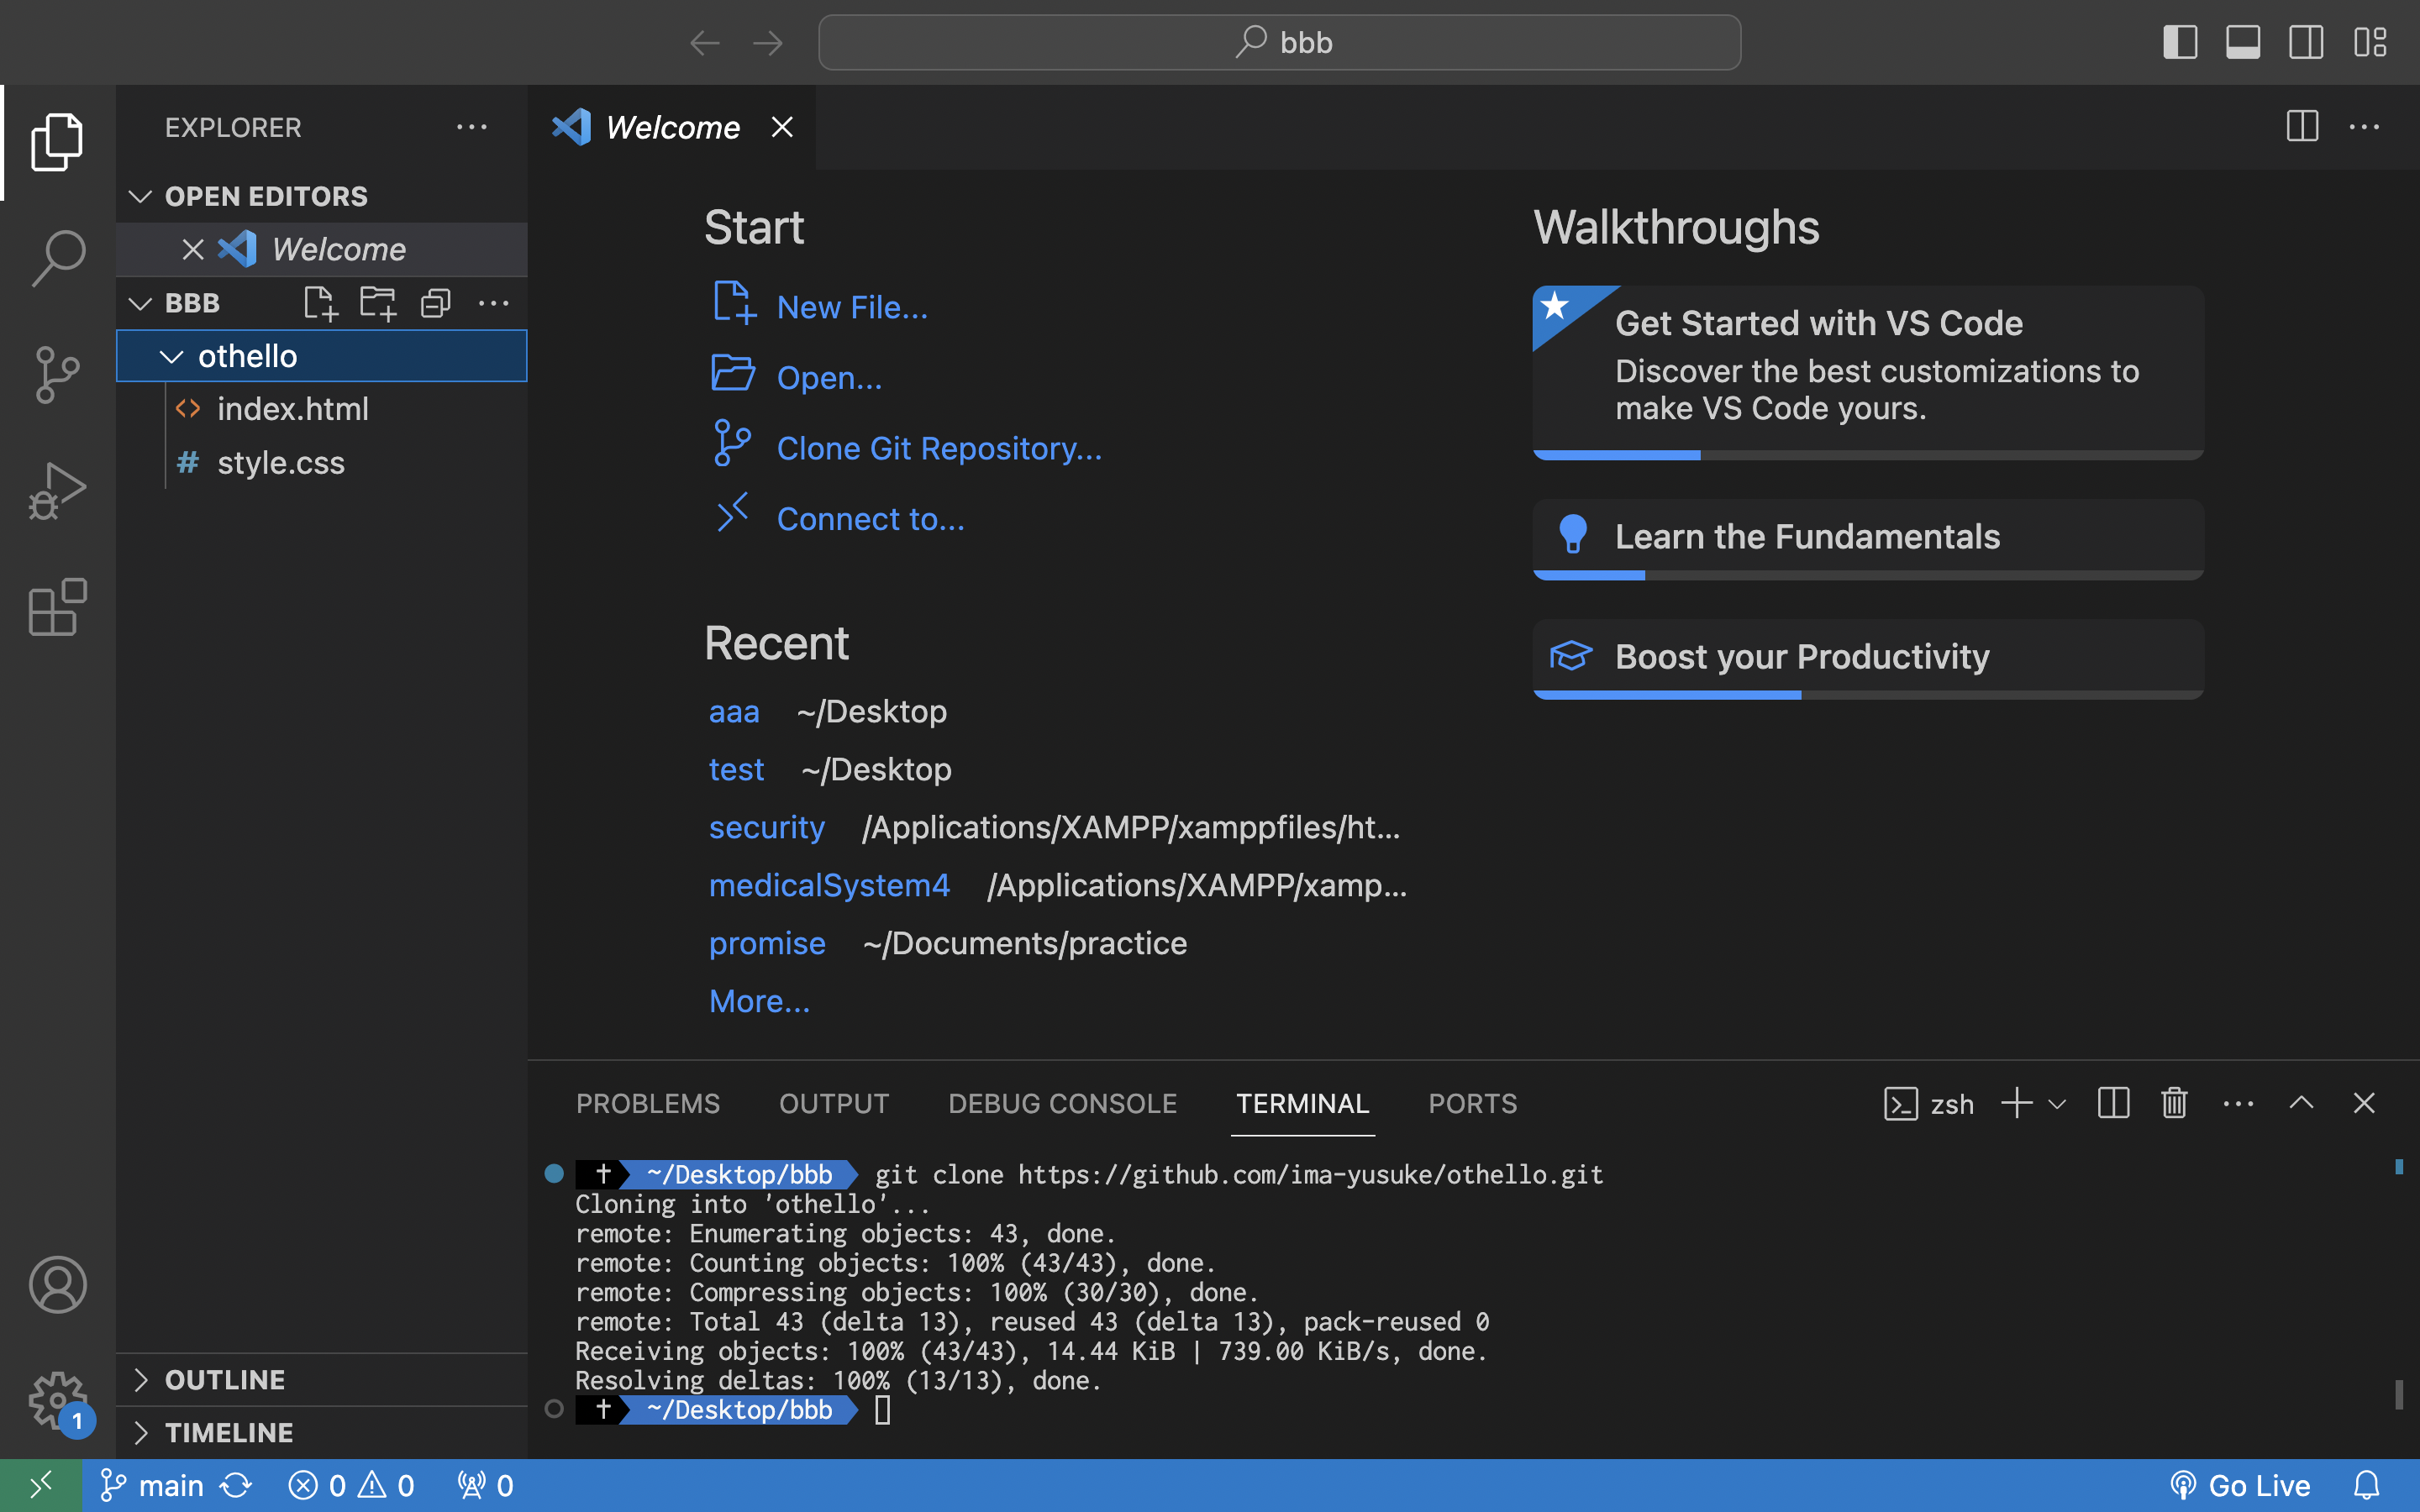 bbb
EXPLORER
OPEN EDITORS
Welcome
BBB
othello
index.html
style.css
OUTLINE
TIMELINE
Welcome
Start
New File...
Open...
Clone Git Repository...
Connect to...
Recent
aaa ~/Desktop
test ~/Desktop
security /Applications/XAMPP/xamppfiles/ht...
medicalSystem4 /Applications/XAMPP/xamp...
promise ~/Documents/practice
More...
Walkthroughs
Get Started with VS Code
Discover the best customizations to
make VS Code yours.
Learn the Fundamentals
Boost your Productivity
PROBLEMS OUTPUT DEBUG CONSOLE TERMINAL PORTS zsh
† ~/Desktop/bbb git clone https://github.com/ima-yusuke/othello.git
Cloning into 'othello'...
remote: Enumerating objects: 43, done.
remote: Counting objects: 100% (43/43), done.
remote: Compressing objects: 100% (30/30), done.
remote: Total 43 (delta 13), reused 43 (delta 13), pack-reused 0
Receiving objects: 100% (43/43), 14.44 KiB | 739.00 KiB/s, done.
Resolving deltas: 100% (13/13), done.
† ~/Desktop/bbb
1
main 0 0 0 Go Live